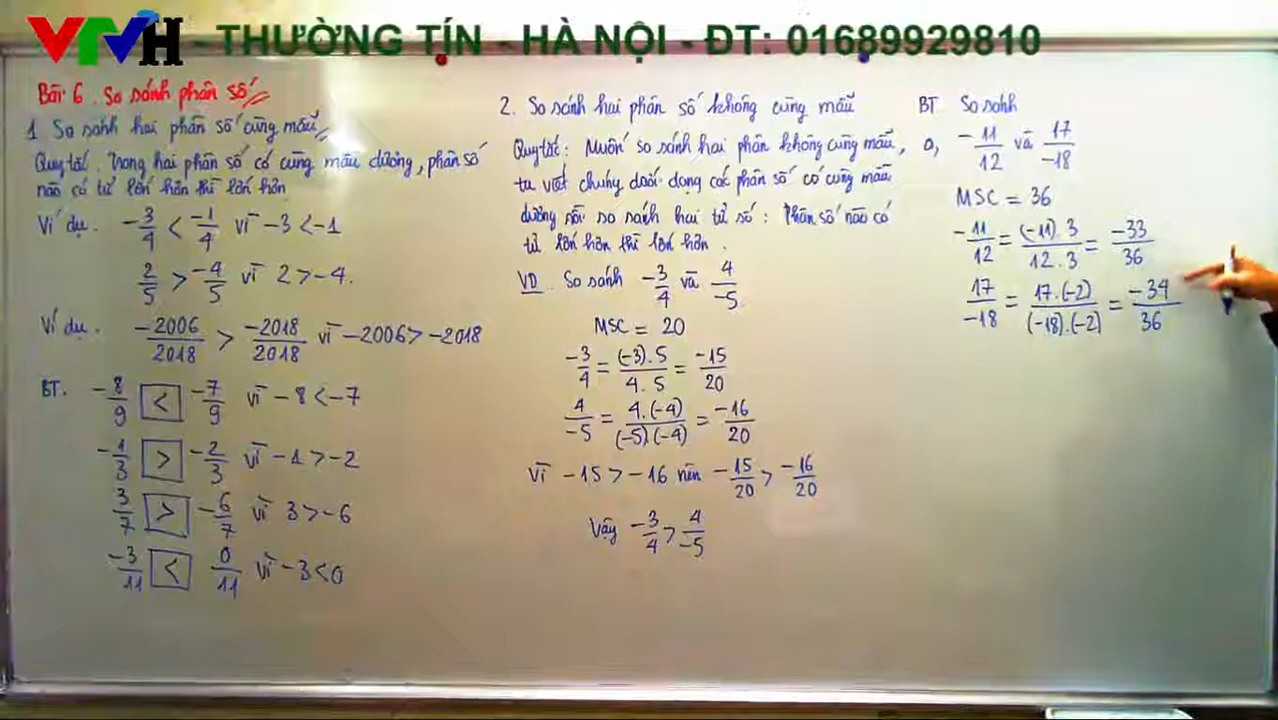 VTVH - THƯỜNG TÍN - HÀ NỘI - ĐT: 01689929810
Bài 6. So sánh phân số
1. So sánh hai phân số cùng mẫu
Quy tắc. Trong hai phân số có cùng mẫu dương, phân số
nào có tử lớn hơn thì lớn hơn
Ví dụ. -3/4 < -1/4 vì -3 < -1
2/5 > -4/5 vì 2 > -4.
Ví dụ. -2006/2018 > -2018/2018 vì -2006 > -2018
BT. -8/9 < -7/9 vì -8 < -7
-1/3 > -2/3 vì -1 > -2
3/7 > -6/7 vì 3 > -6
-3/11 < 0/11 vì -3 < 0
2. So sánh hai phân số không cùng mẫu
Quy tắc: Muốn so sánh hai phân không cùng mẫu,
ta viết chúng dưới dạng các phân số có cùng mẫu
dương rồi so sánh hai tử số: Phân số nào có
tử lớn hơn thì lớn hơn.
VD. So sánh -3/4 và 4/-5.
MSC = 20
-3/4 = (-3).5/4.5 = -15/20
4/-5 = 4.(-4)/(-5)(-4) = -16/20
Vì -15 > -16 nên -15/20 > -16/20
Vậy -3/4 > 4/-5
BT So sánh
a, -11/12 và 17/-18
MSC = 36
-11/12 = (-11).3/12.3 = -33/36
17/-18 = 17.(-2)/(-18).(-2) = -34/36